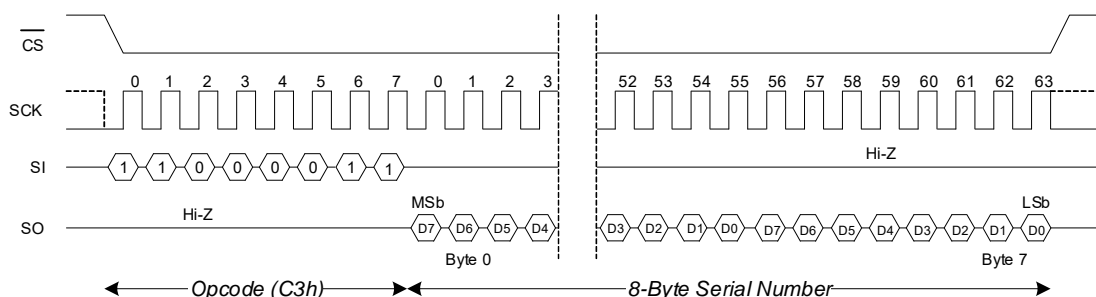 CS
0 1 2 3 4 5 6 7 0 1 2 3 52 53 54 55 56 57 58 59 60 61 62 63
SCK
Hi-Z
SI 1 1 0 0 0 0 1 1
Hi-Z MSb LSb
SO D7 D6 D5 D4 D3 D2 D1 D0 D7 D6 D5 D4 D3 D2 D1 D0
Byte 0 Byte 7
Opcode (C3h) 8-Byte Serial Number